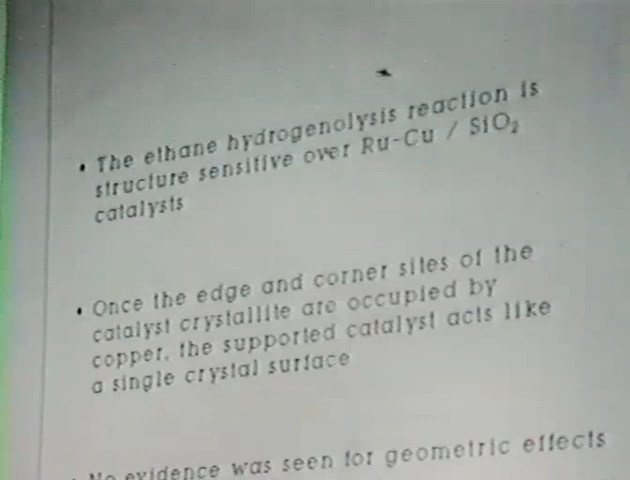 • The ethane hydrogenolysis reaction is
structure sensitive over Ru-Cu / SiO₂
catalysts
• Once the edge and corner sites of the
catalyst crystallite are occupied by
copper, the supported catalyst acts like
a single crystal surface
• No evidence was seen for geometric effects